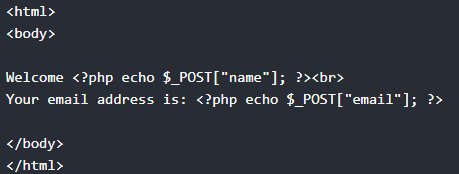 <html>
<body>
Welcome <?php echo $_POST["name"]; ?><br>
Your email address is: <?php echo $_POST["email"]; ?>
</body>
</html>